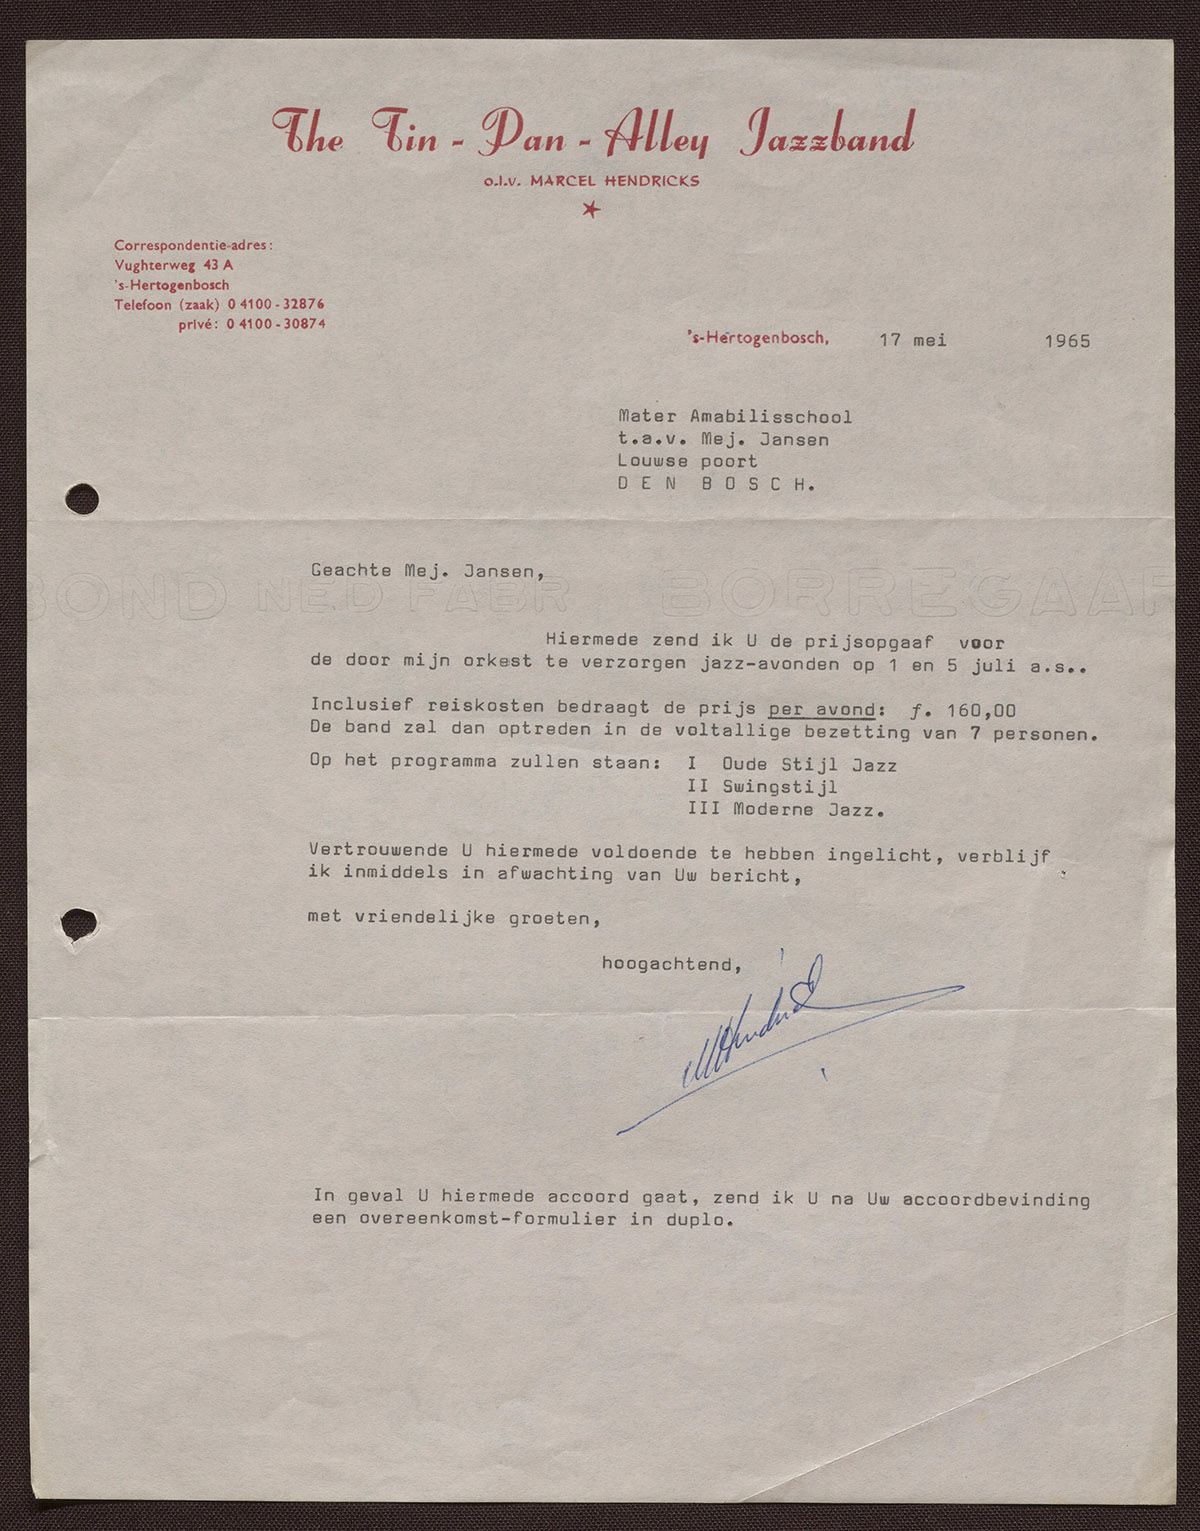 The Tin - Pan - Alley Jazzband
o.l.v. MARCEL HENDRICKS
Correspondentie-adres:
Vughterweg 43 A
's-Hertogenbosch
Telefoon (zaak) 0 4100 - 32876
privé: 0 4100 - 30874
's-Hertogenbosch, 17 mei 1965
Mater Amabilisschool
t.a.v. Mej. Jansen
Louwse poort
D E N B O S C H.
Geachte Mej. Jansen,
BOND NED FABR BORREGAAR
Hiermede zend ik U de prijsopgaaf voor
de door mijn orkest te verzorgen jazz-avonden op 1 en 5 juli a.s..
Inclusief reiskosten bedraagt de prijs per avond: ƒ. 160,00
De band zal dan optreden in de voltallige bezetting van 7 personen.
Op het programma zullen staan: I Oude Stijl Jazz
II Swingstijl
III Moderne Jazz.
Vertrouwende U hiermede voldoende te hebben ingelicht, verblijf
ik inmiddels in afwachting van Uw bericht,
met vriendelijke groeten,
hoogachtend,
MHendricks
In geval U hiermede accoord gaat, zend ik U na Uw accoordbevinding
een overeenkomst-formulier in duplo.